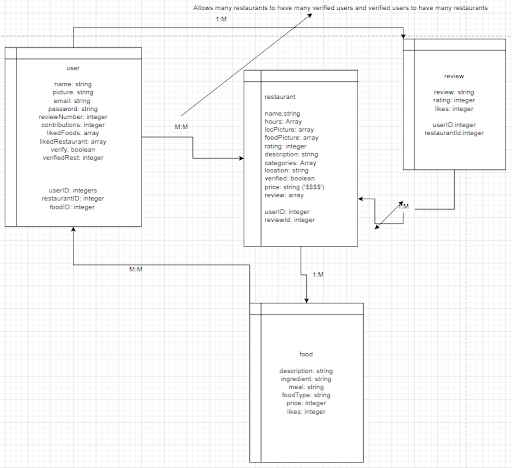 Allows many restaurants to have many verified users and verified users to have many restaurants
1:M
user
name: string
picture: string
email: string
password: string
reviewNumber: integer
contributions: integer
likedFoods: array
likedRestaurant: array
verify: boolean
verifiedRest: integer
userID: integers
restaurantID: integer
foodID: integer
M:M
restaurant
name:string
hours: Array
locPicture: array
foodPicture: array
rating: integer
description: string
categories: Array
location: string
verified: boolean
price: string ('$$$$')
review: array
userID: integer
reviewId: integer
review
review: string
rating: integer
likes: integer
userID:integer
restaurantId:integer
1:M
M:M
1:M
food
description: string
ingredient: string
meal: string
foodType: string
price: integer
likes: integer